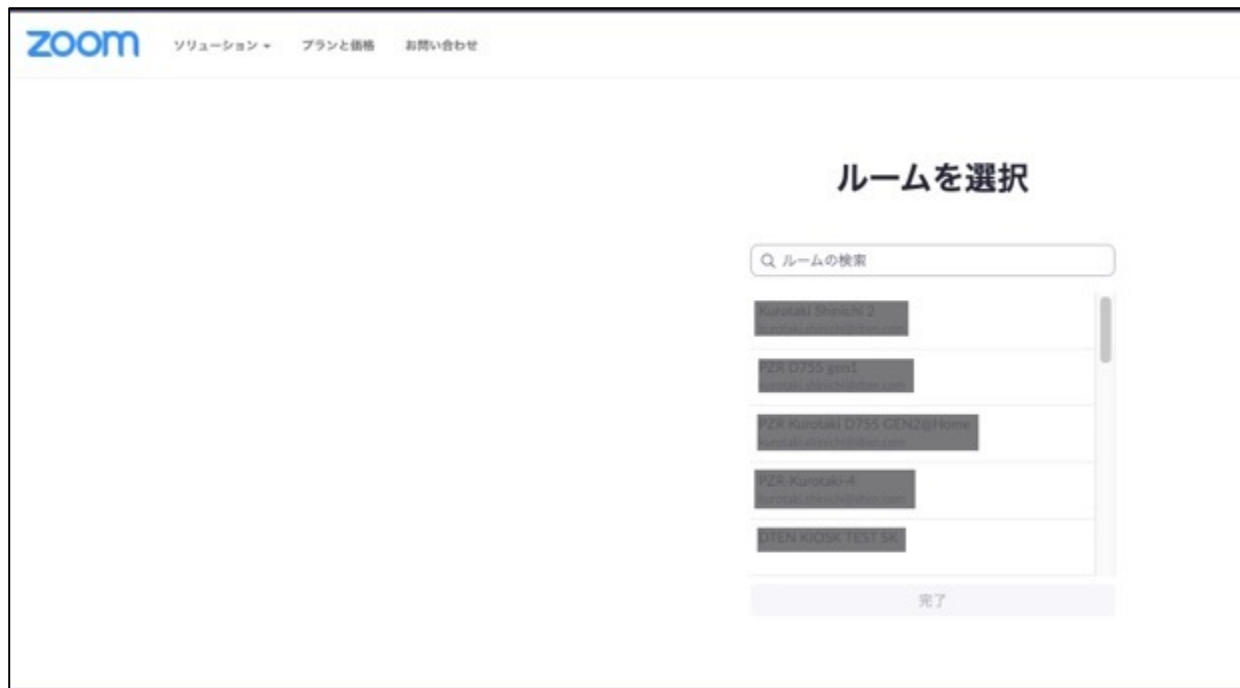 zoom ソリューション プランと価格 お問い合わせ
ルームを選択
ルームの検索
Kurotaki Shinichi 2
PZR D755 gen1
PZR Kurotaki D755 GEN2@Home
PZR-Kurotaki-4
DTEN KIOSK TEST SK
完了